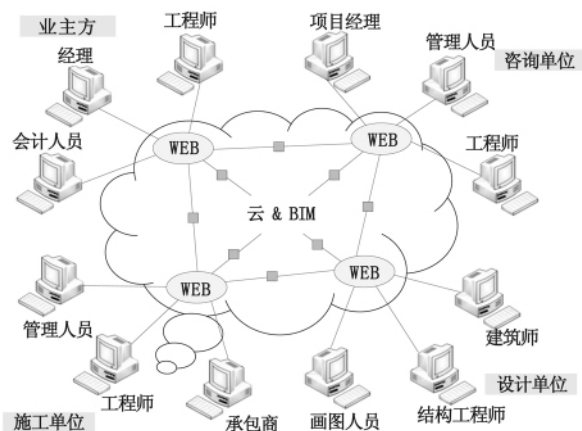 业主方
工程师
项目经理
管理人员
咨询单位
经理
会计人员
WEB
WEB
工程师
云 & BIM
WEB
WEB
管理人员
建筑师
工程师
承包商
画图人员
结构工程师
设计单位
施工单位